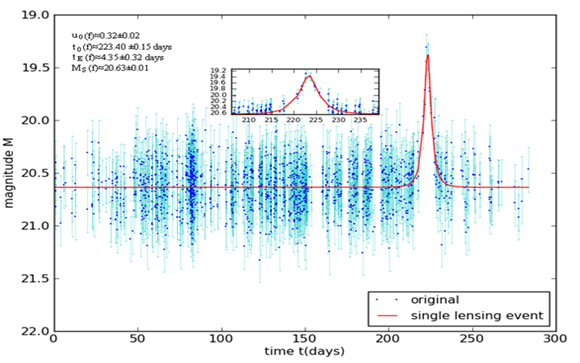 u0 (f)≈0.32±0.02
t0 (f)≈223.40 ±0.15 days
tE (f)≈4.35±0.32 days
MS (f)≈20.63±0.01
19.0
19.5
20.0
20.5
21.0
21.5
22.0
magnitude M
19.2
19.4
19.6
19.8
20.0
20.2
20.4
20.6
210 215 220 225 230 235
original
single lensing event
0 50 100 150 200 250 300
time t(days)